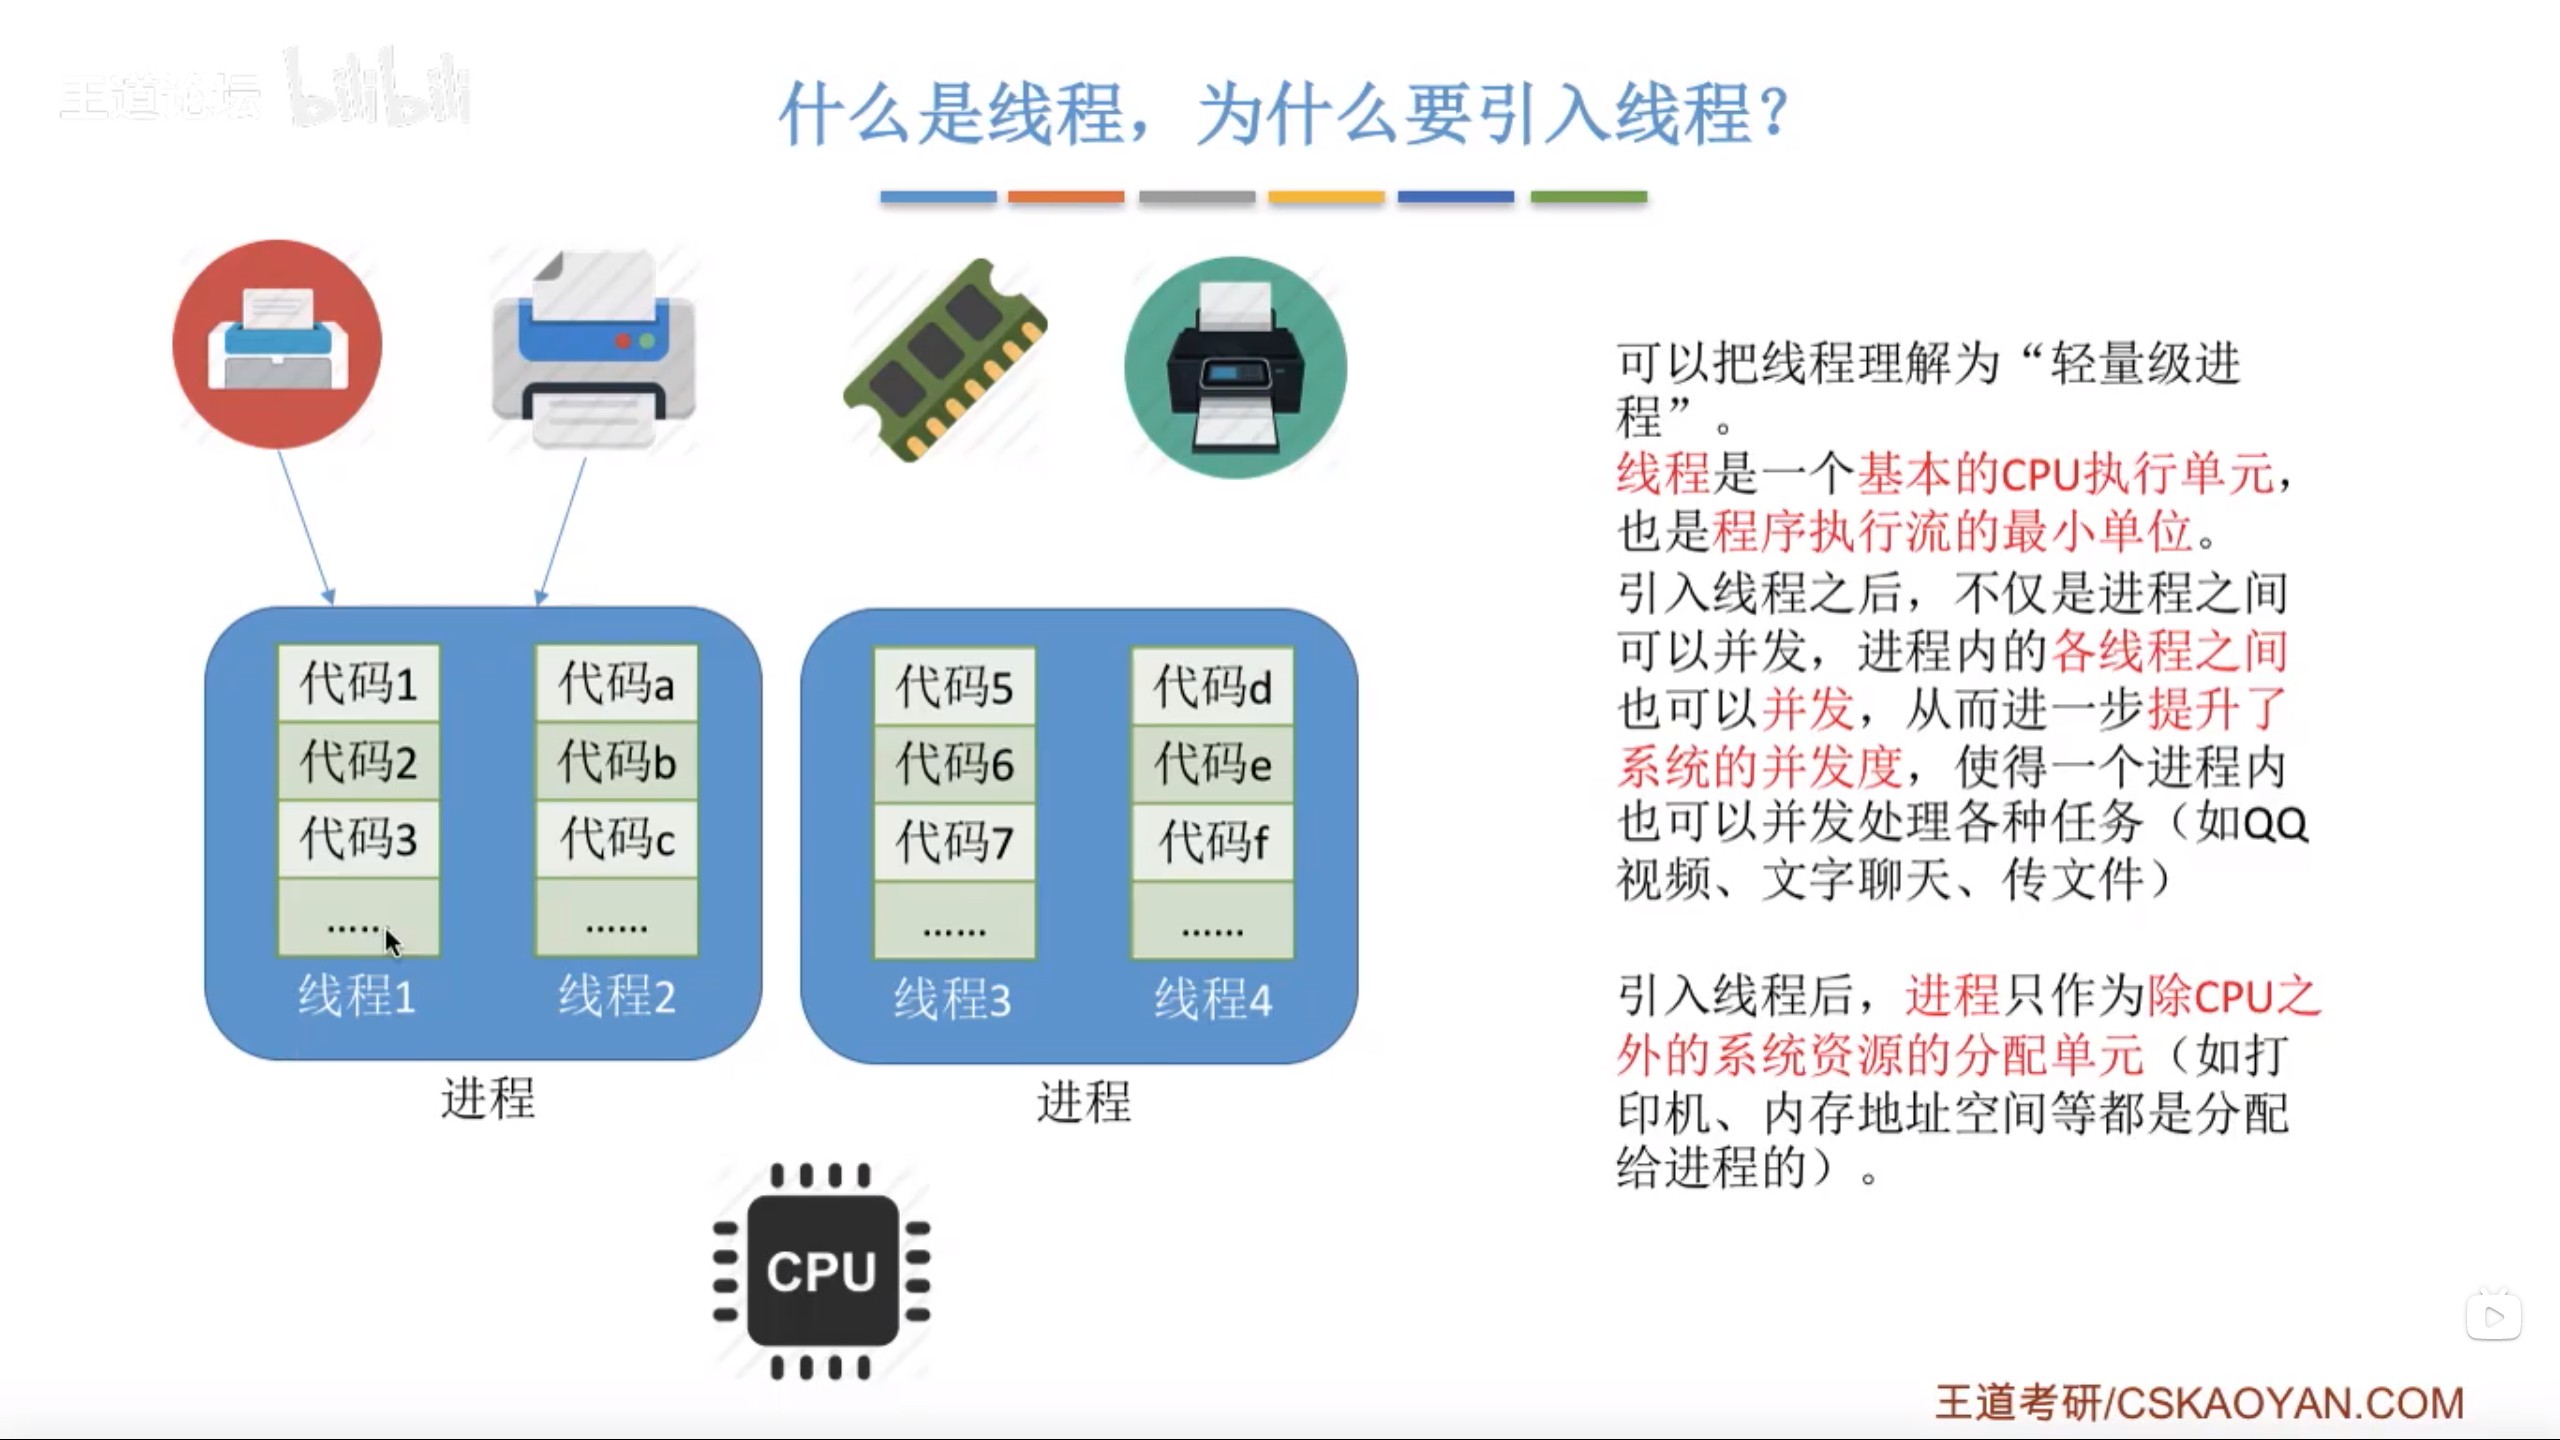 王道论坛 bilibili
什么是线程，为什么要引入线程？
可以把线程理解为“轻量级进
程”。
线程是一个基本的CPU执行单元，
也是程序执行流的最小单位。
引入线程之后，不仅是进程之间
可以并发，进程内的各线程之间
也可以并发，从而进一步提升了
系统的并发度，使得一个进程内
也可以并发处理各种任务（如QQ
视频、文字聊天、传文件）
引入线程后，进程只作为除CPU之
外的系统资源的分配单元（如打
印机、内存地址空间等都是分配
给进程的）。
代码1
代码2
代码3
......
线程1
代码a
代码b
代码c
......
线程2
进程
代码5
代码6
代码7
......
线程3
代码d
代码e
代码f
......
线程4
进程
CPU
王道考研/CSKAOYAN.COM